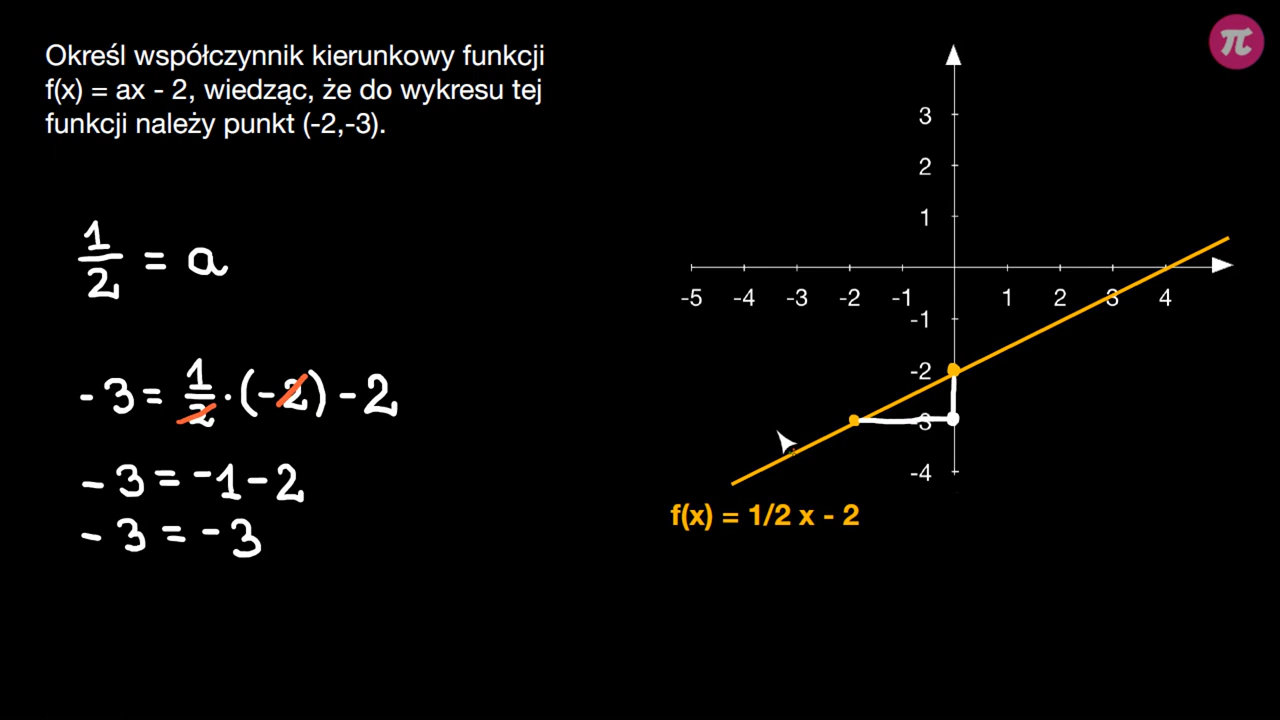 Określ współczynnik kierunkowy funkcji
f(x) = ax - 2, wiedząc, że do wykresu tej
funkcji należy punkt (-2,-3).
1/2 = a
-3 = 1/2 · (-2) - 2
-3 = -1 - 2
-3 = -3
π
3
2
1
-5 -4 -3 -2 -1 1 2 3 4
-1
-2
-3
-4
f(x) = 1/2 x - 2